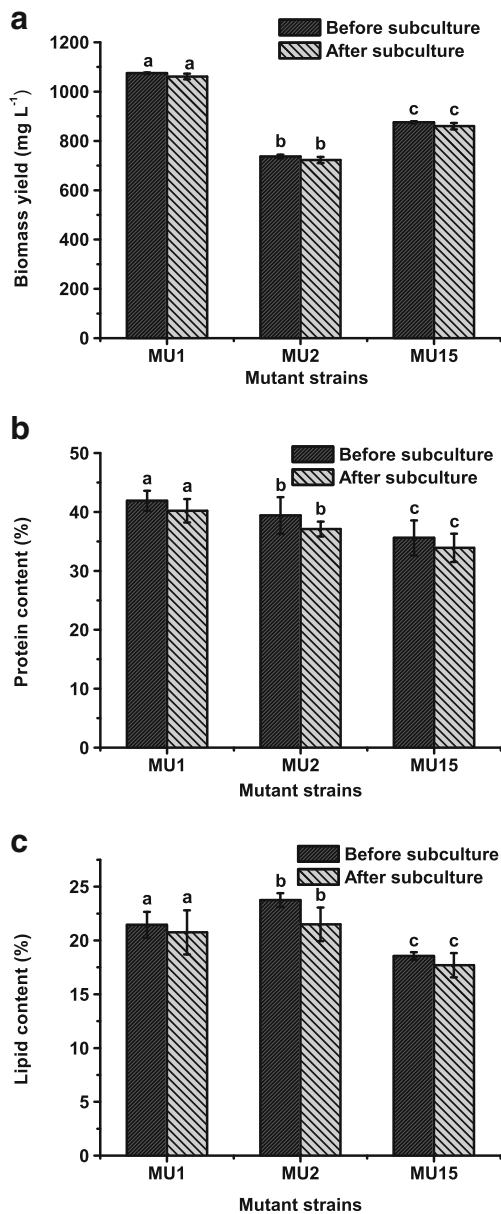 a
Before subculture
After subculture
Biomass yield (mg L⁻¹)
1200
1000
800
600
400
200
0
a a
b b
c c
MU1 MU2 MU15
Mutant strains
b
Before subculture
After subculture
Protein content (%)
50
40
30
20
10
0
a a
b b
c c
MU1 MU2 MU15
Mutant strains
c
Before subculture
After subculture
Lipid content (%)
25
20
15
10
5
0
a a
b b
c c
MU1 MU2 MU15
Mutant strains